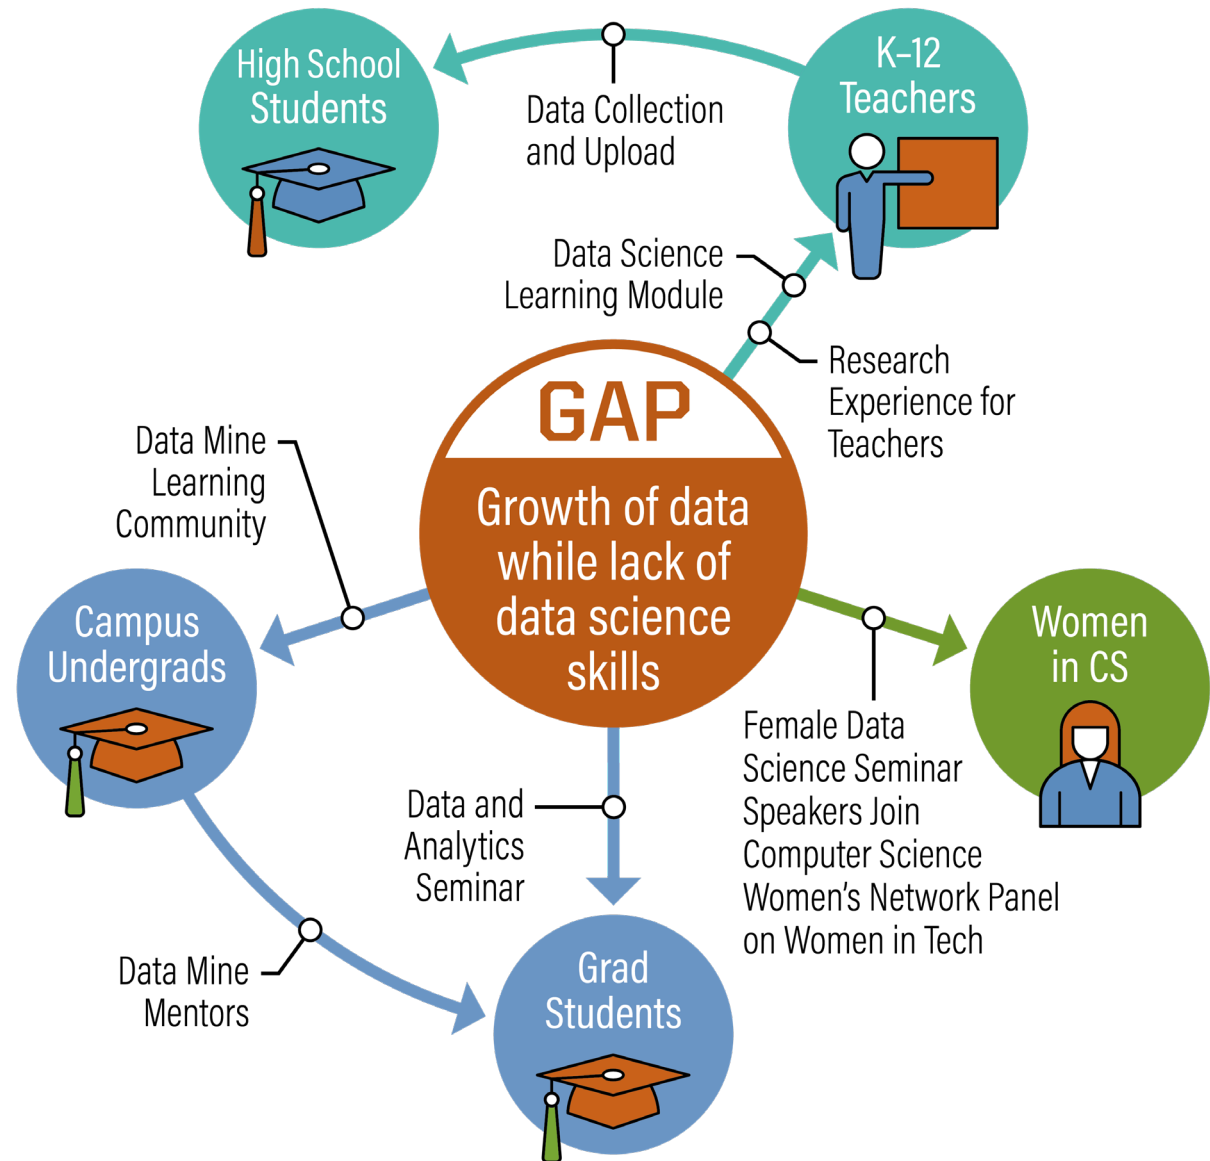 High School
Students
K–12
Teachers
Data Collection
and Upload
Data Science
Learning Module
Research
Experience for
Teachers
GAP
Growth of data
while lack of
data science
skills
Data Mine
Learning
Community
Campus
Undergrads
Women
in CS
Female Data
Science Seminar
Speakers Join
Computer Science
Women’s Network Panel
on Women in Tech
Data and
Analytics
Seminar
Data Mine
Mentors
Grad
Students